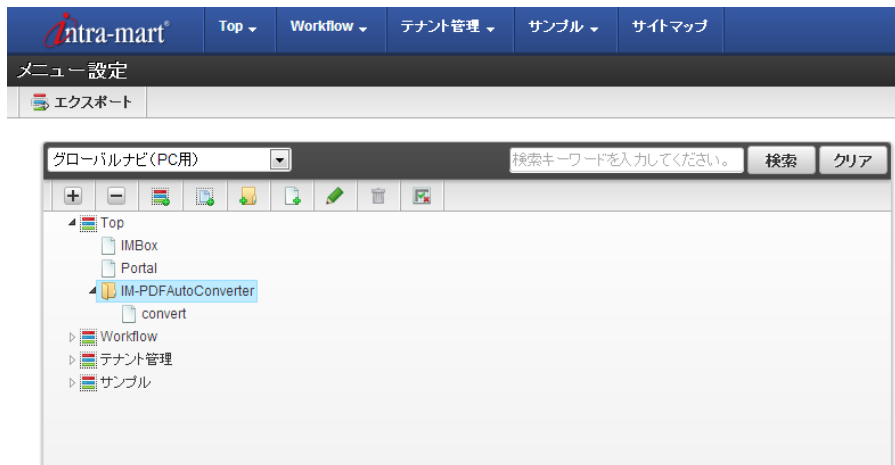 intra-mart Top Workflow テナント管理 サンプル サイトマップ
メニュー設定
エクスポート
グローバルナビ(PC用) 検索キーワードを入力してください。 検索 クリア
Top
IMBox
Portal
IM-PDFAutoConverter
convert
Workflow
テナント管理
サンプル